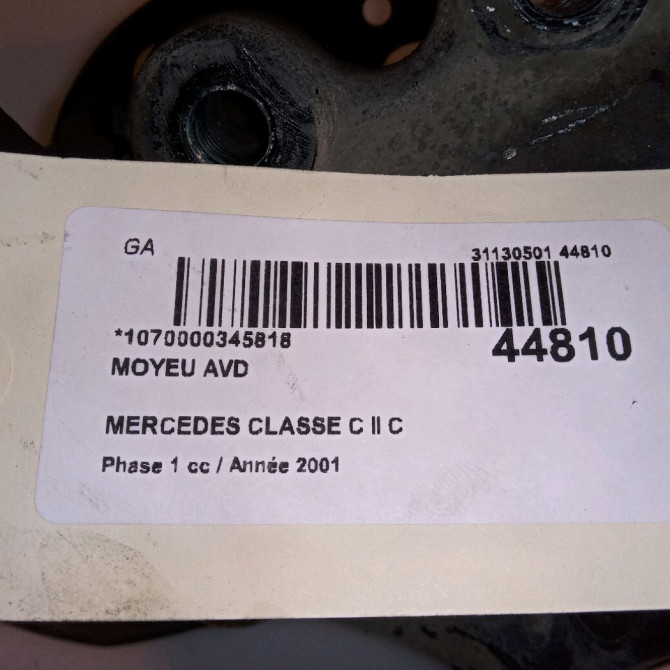 GA
31130501 44810
*1070000345818
44810
MOYEU AVD
MERCEDES CLASSE C II C
Phase 1 cc / Année 2001